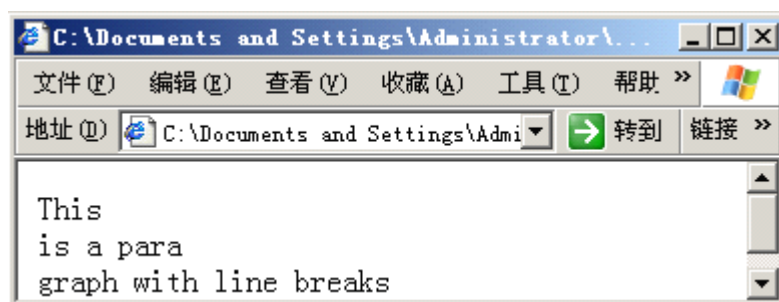 C:\Documents and Settings\Administrator\...
文件(F) 编辑(E) 查看(V) 收藏(A) 工具(T) 帮助 »
地址(D) C:\Documents and Settings\Admi 转到 链接 »
This
is a para
graph with line breaks